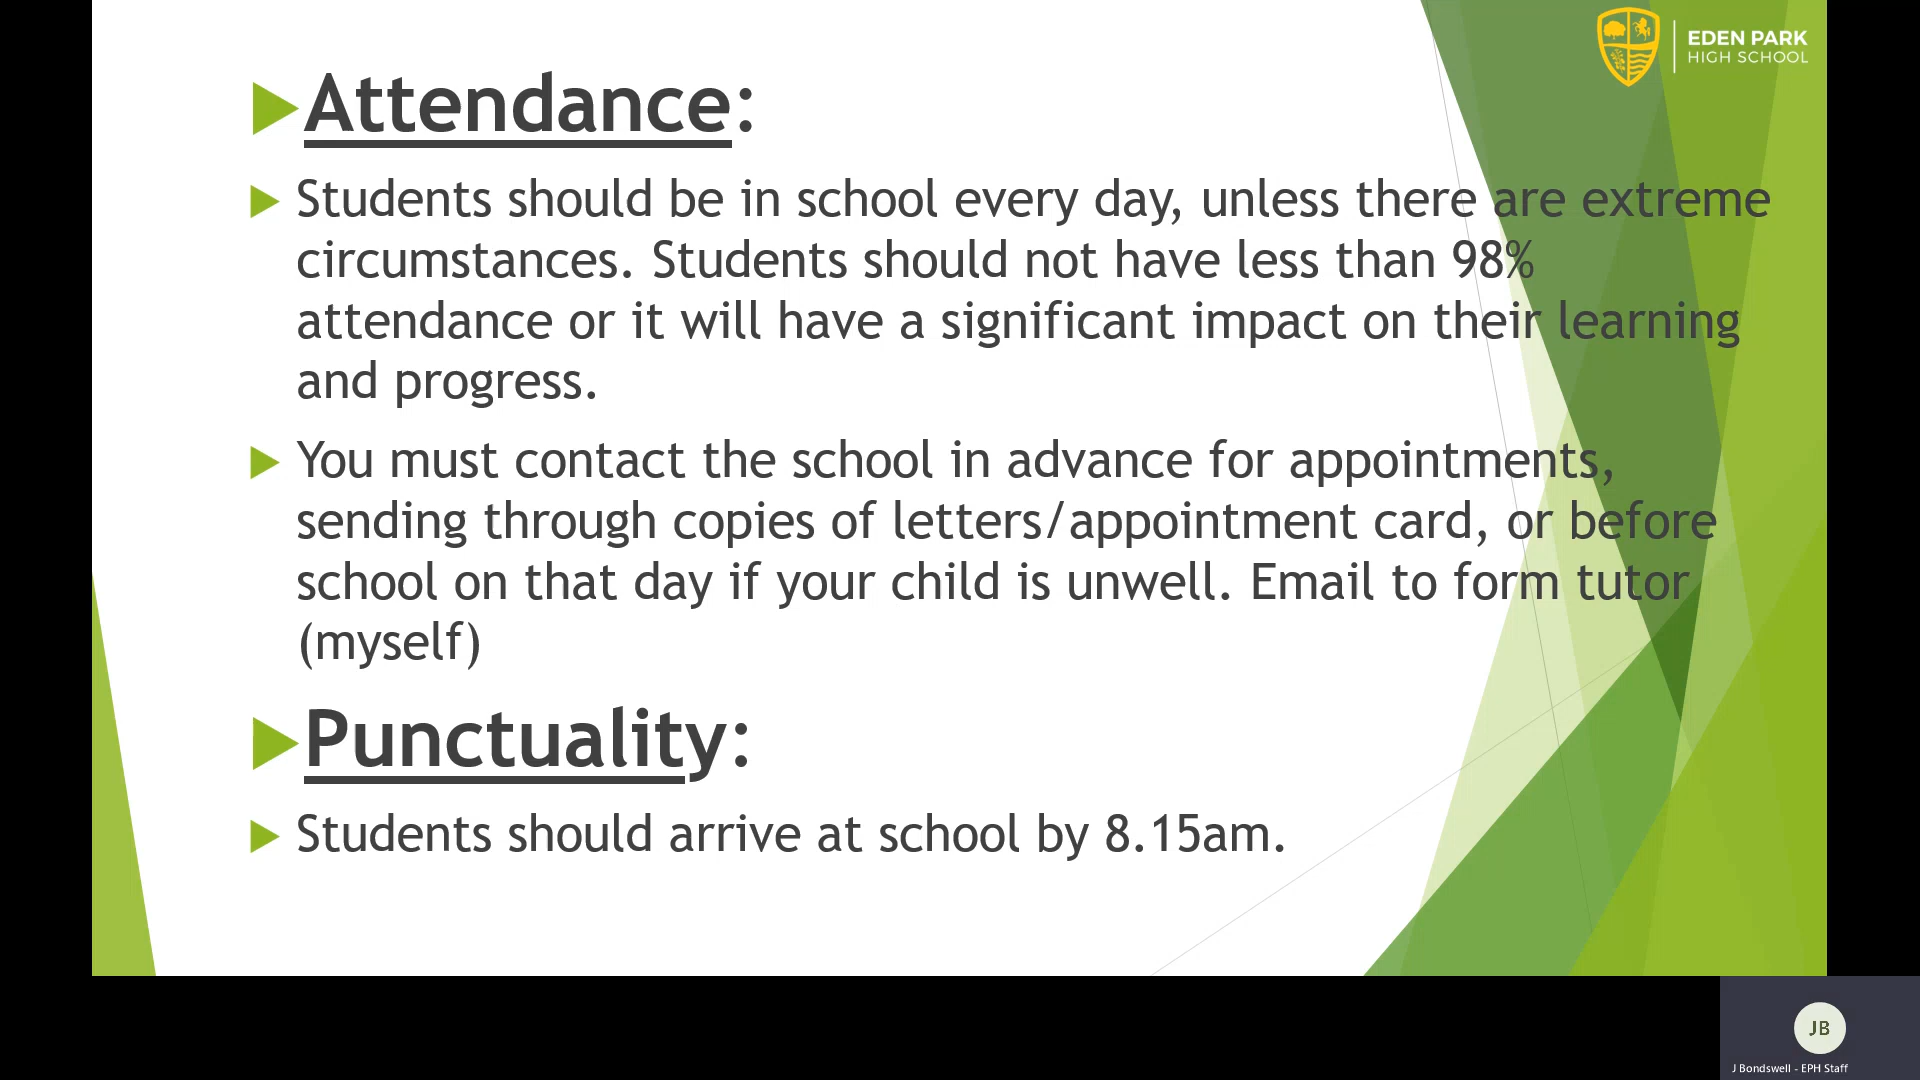 EDEN PARK
HIGH SCHOOL
Attendance:
Students should be in school every day, unless there are extreme
circumstances. Students should not have less than 98%
attendance or it will have a significant impact on their learning
and progress.
You must contact the school in advance for appointments,
sending through copies of letters/appointment card, or before
school on that day if your child is unwell. Email to form tutor
(myself)
Punctuality:
Students should arrive at school by 8.15am.
JB
J Bondswell - EPH Staff